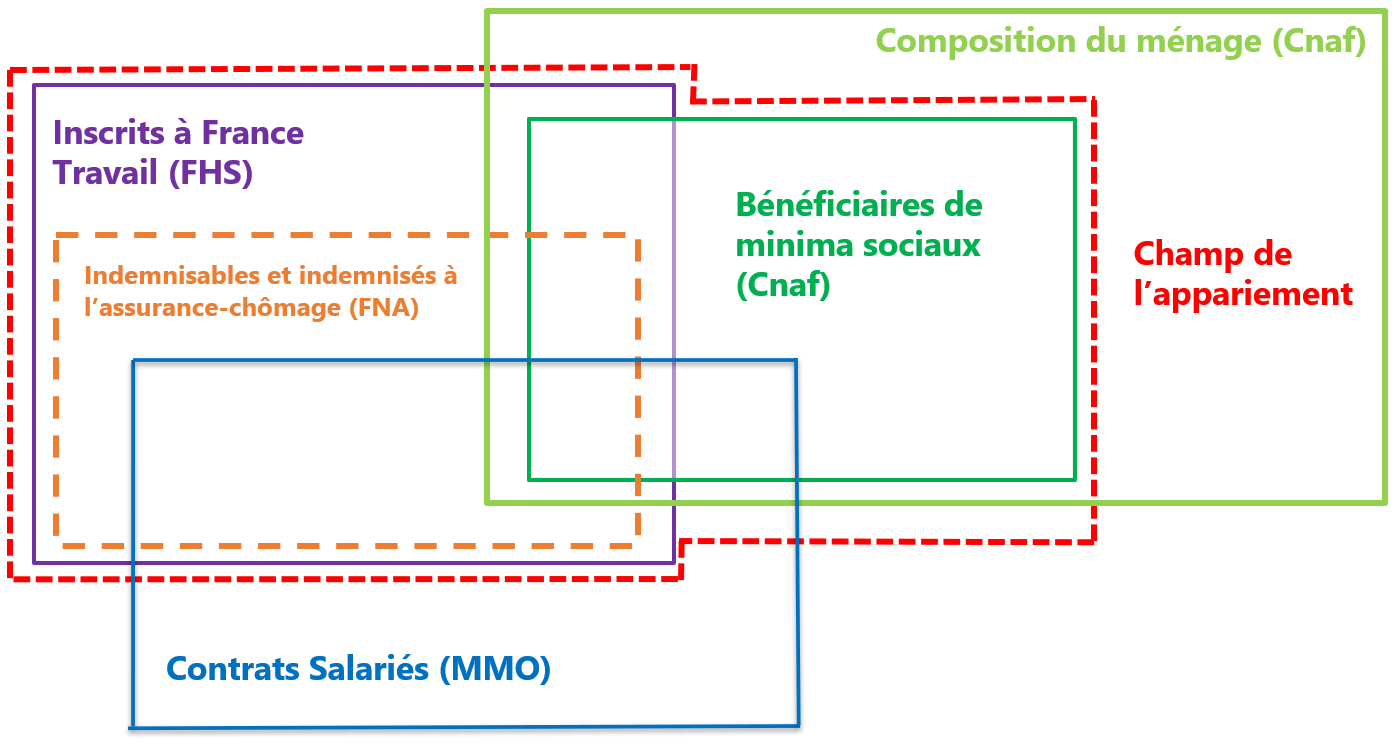 Composition du ménage (Cnaf)
Inscrits à France
Travail (FHS)
Bénéficiaires de
minima sociaux
(Cnaf)
Champ de
l’appariement
Indemnisables et indemnisés à
l’assurance-chômage (FNA)
Contrats Salariés (MMO)